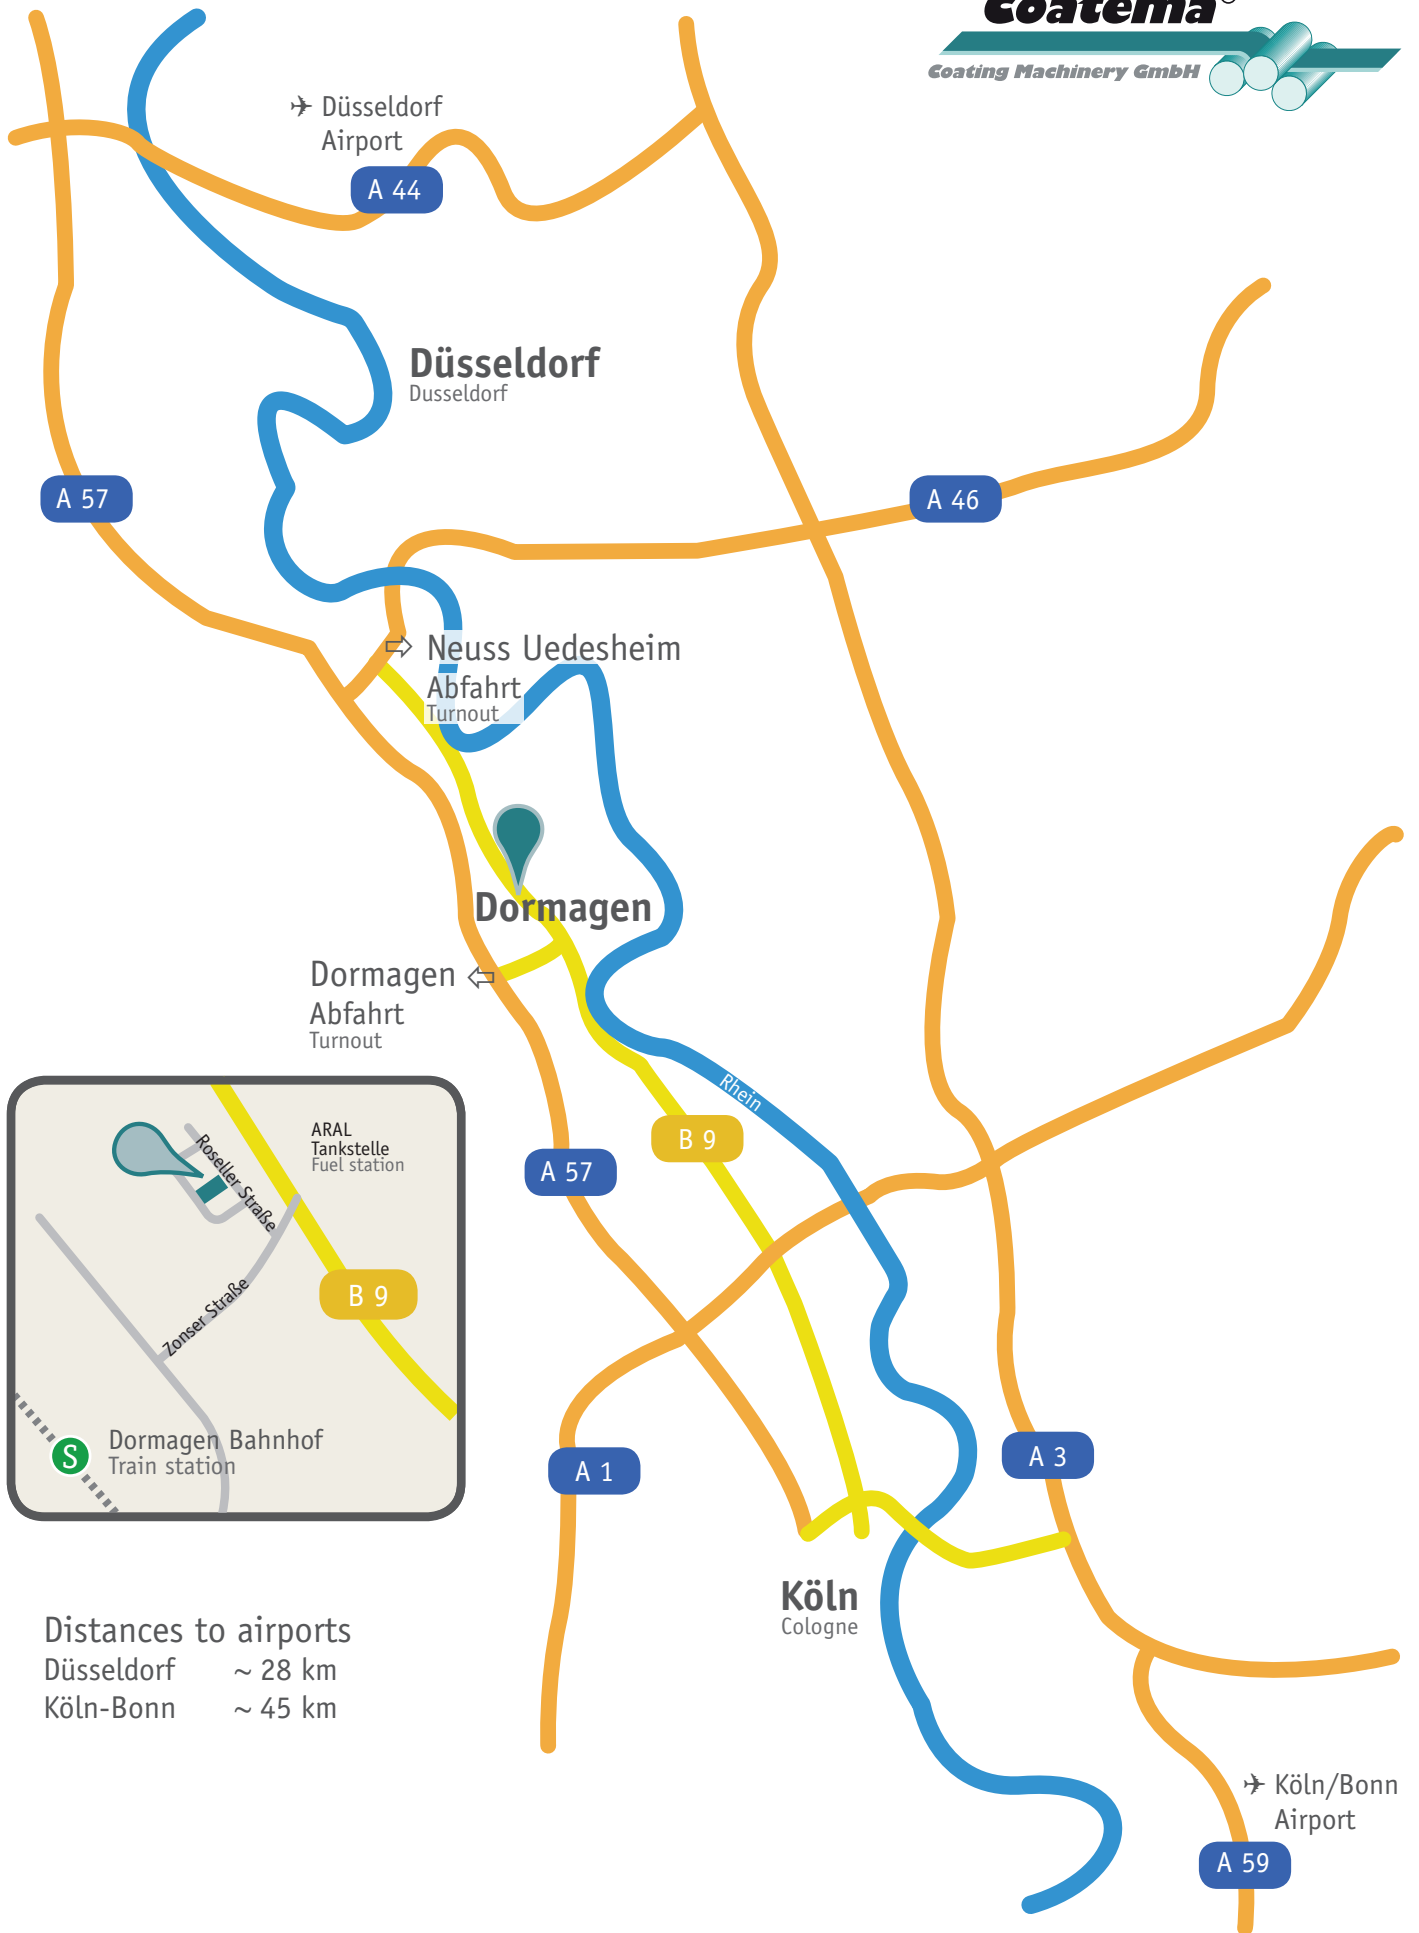 Coatema®
Coating Machinery GmbH
Düsseldorf
Airport
A 44
Düsseldorf
Dusseldorf
A 57
A 46
Neuss Uedesheim
Abfahrt
Turnout
Dormagen
Dormagen
Abfahrt
Turnout
Rhein
B 9
A 57
ARAL
Tankstelle
Fuel station
Roseller Straße
Zonser Straße
B 9
S
Dormagen Bahnhof
Train station
A 1
A 3
Köln
Cologne
Distances to airports
Düsseldorf ~ 28 km
Köln-Bonn ~ 45 km
Köln/Bonn
Airport
A 59